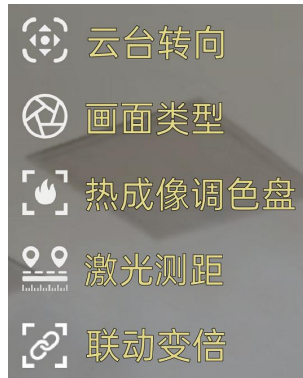 云台转向
画面类型
热成像调色盘
激光测距
联动变倍